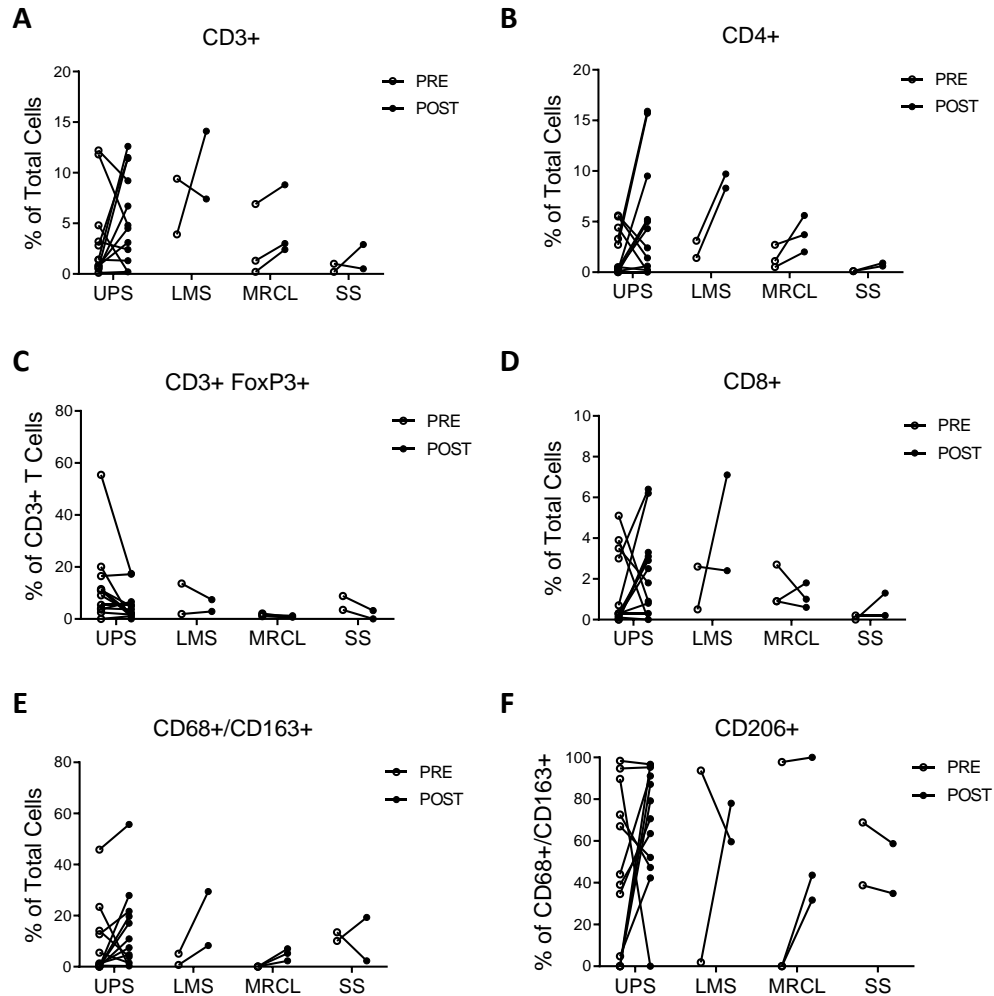 A
CD3+
% of Total Cells
20
15
10
5
0
UPS
LMS
MRCL
SS
PRE
POST
B
CD4+
% of Total Cells
20
15
10
5
0
UPS
LMS
MRCL
SS
PRE
POST
C
CD3+ FoxP3+
% of CD3+ T Cells
80
60
40
20
0
UPS
LMS
MRCL
SS
PRE
POST
D
CD8+
% of Total Cells
10
8
6
4
2
0
UPS
LMS
MRCL
SS
PRE
POST
E
CD68+/CD163+
% of Total Cells
80
60
40
20
0
UPS
LMS
MRCL
SS
PRE
POST
F
CD206+
% of CD68+/CD163+
100
80
60
40
20
0
UPS
LMS
MRCL
SS
PRE
POST